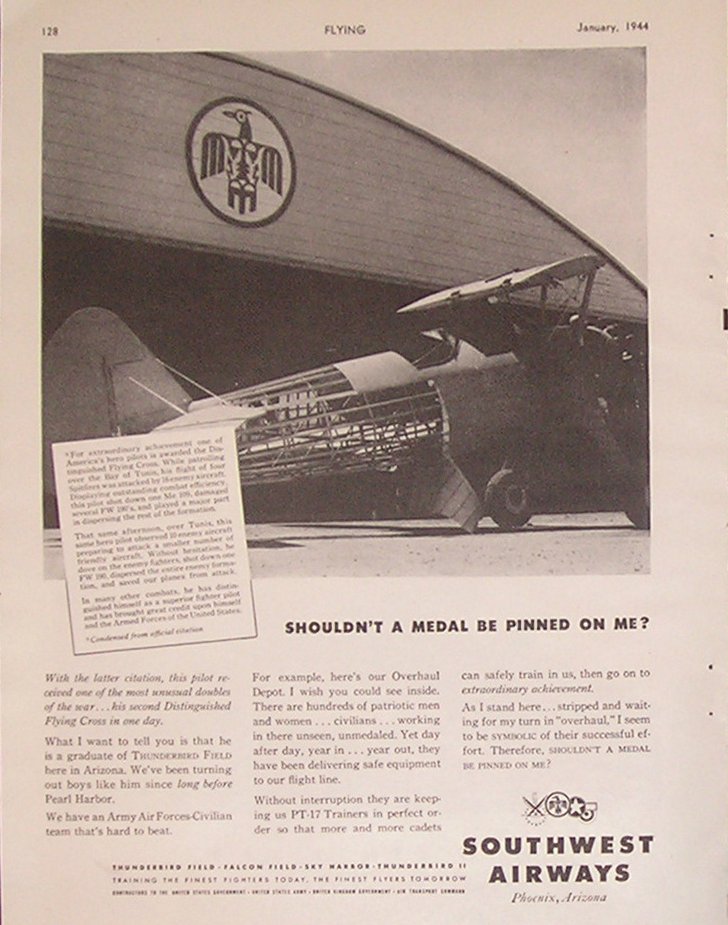 128
FLYING
January, 1944
*For extraordinary achievement one of
America's hero pilots is awarded the Dis-
tinguished Flying Cross. While patrolling
over the Bay of Tunis, his flight of four
Spitfires was attacked by 16 enemy aircraft.
Displaying outstanding combat efficiency,
this pilot shot down one Me 109, damaged
several FW 190's, and played a major part
in dispersing the rest of the formation.
That same afternoon, over Tunis, this
same hero pilot observed 10 enemy aircraft
preparing to attack a smaller number of
friendly aircraft. Without hesitation, he
dove on the enemy fighters, shot down one
FW 190, dispersed the entire enemy forma-
tion, and saved our planes from attack.
In many other combats, he has distin-
guished himself as a superior fighter pilot
and has brought great credit upon himself
and the Armed Forces of the United States.
*Condensed from official citation
SHOULDN'T A MEDAL BE PINNED ON ME?
With the latter citation, this pilot re-
ceived one of the most unusual doubles
of the war... his second Distinguished
Flying Cross in one day.
What I want to tell you is that he
is a graduate of THUNDERBIRD FIELD
here in Arizona. We've been turning
out boys like him since long before
Pearl Harbor.
We have an Army Air Forces-Civilian
team that's hard to beat.
For example, here's our Overhaul
Depot. I wish you could see inside.
There are hundreds of patriotic men
and women ... civilians ... working
in there unseen, unmedaled. Yet day
after day, year in ... year out, they
have been delivering safe equipment
to our flight line.
Without interruption they are keep-
ing us PT-17 Trainers in perfect or-
der so that more and more cadets
can safely train in us, then go on to
extraordinary achievement.
As I stand here... stripped and wait-
ing for my turn in "overhaul," I seem
to be SYMBOLIC of their successful ef-
fort. Therefore, SHOULDN'T A MEDAL
BE PINNED ON ME?
SOUTHWEST
AIRWAYS
Phoenix, Arizona
THUNDERBIRD FIELD · FALCON FIELD · SKY HARBOR · THUNDERBIRD II
TRAINING THE FINEST FIGHTERS TODAY, THE FINEST FLYERS TOMORROW
CONTRACTORS TO THE UNITED STATES GOVERNMENT · UNITED STATES ARMY · UNITED KINGDOM GOVERNMENT · AIR TRANSPORT COMMAND